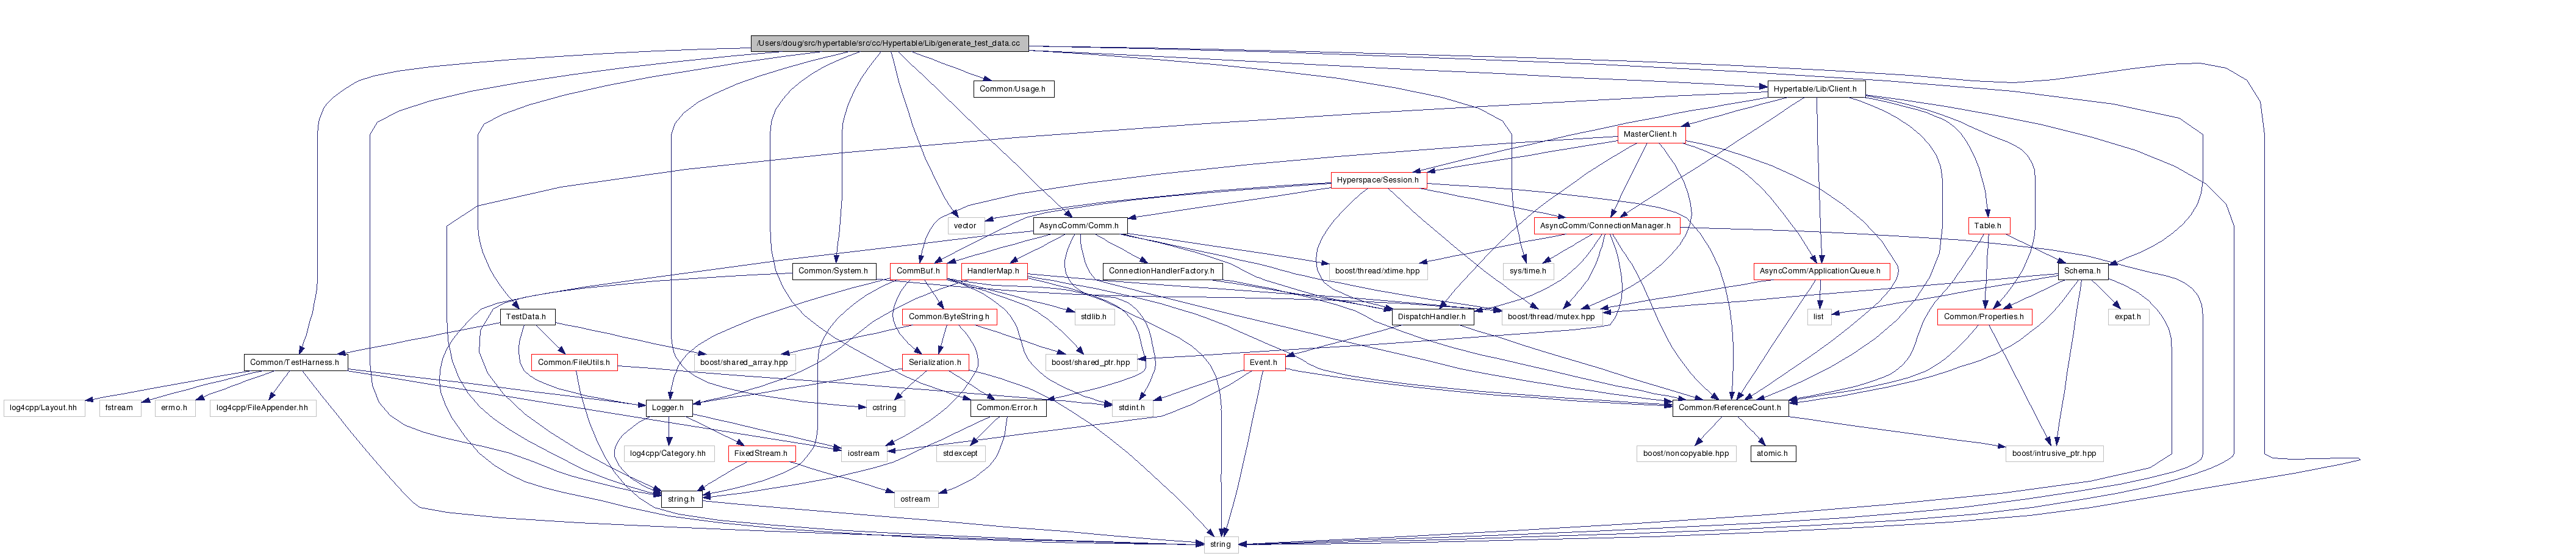 /Users/doug/src/hypertable/src/cc/Hypertable/Lib/generate_test_data.cc
Common/Usage.h
Hypertable/Lib/Client.h
MasterClient.h
Hyperspace/Session.h
vector
AsyncComm/Comm.h
AsyncComm/ConnectionManager.h
Table.h
Common/System.h
CommBuf.h
HandlerMap.h
ConnectionHandlerFactory.h
boost/thread/xtime.hpp
sys/time.h
AsyncComm/ApplicationQueue.h
Schema.h
TestData.h
Common/ByteString.h
stdlib.h
DispatchHandler.h
boost/thread/mutex.hpp
list
Common/Properties.h
expat.h
Common/TestHarness.h
Common/FileUtils.h
boost/shared_array.hpp
Serialization.h
boost/shared_ptr.hpp
Event.h
log4cpp/Layout.hh
fstream
errno.h
log4cpp/FileAppender.hh
Logger.h
cstring
Common/Error.h
stdint.h
Common/ReferenceCount.h
log4cpp/Category.hh
FixedStream.h
iostream
stdexcept
boost/noncopyable.hpp
atomic.h
boost/intrusive_ptr.hpp
string.h
ostream
string